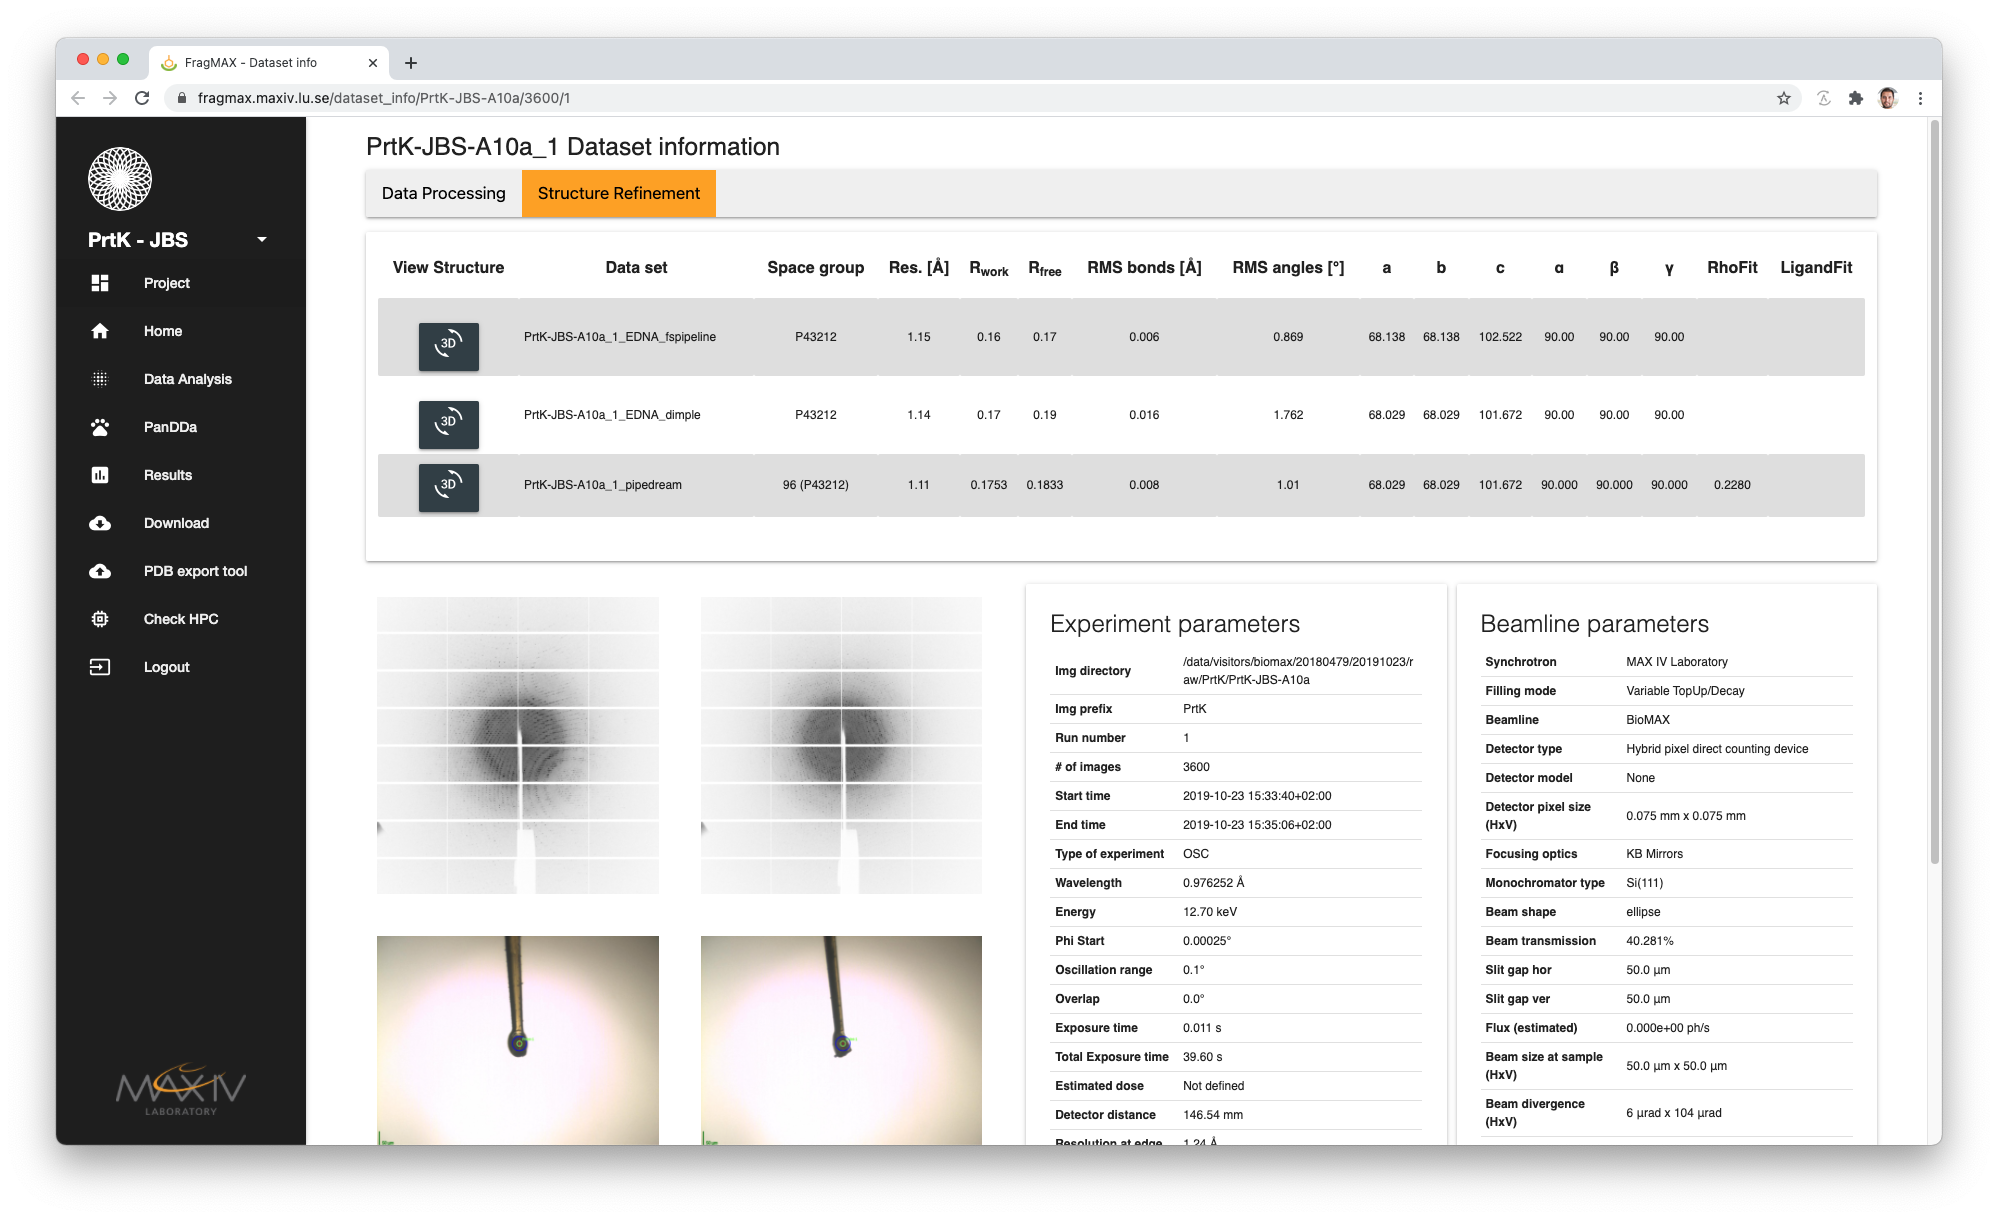 FragMAX - Dataset info
fragmax.maxiv.lu.se/dataset_info/PrtK-JBS-A10a/3600/1
PrtK - JBS
Project
Home
Data Analysis
PanDDa
Results
Download
PDB export tool
Check HPC
Logout
MAX IV
LABORATORY
PrtK-JBS-A10a_1 Dataset information
Data Processing Structure Refinement
View Structure Data set Space group Res. [Å] Rwork Rfree RMS bonds [Å] RMS angles [°] a b c α β γ RhoFit LigandFit
3D PrtK-JBS-A10a_1_EDNA_fspipeline P43212 1.15 0.16 0.17 0.006 0.869 68.138 68.138 102.522 90.00 90.00 90.00
3D PrtK-JBS-A10a_1_EDNA_dimple P43212 1.14 0.17 0.19 0.016 1.762 68.029 68.029 101.672 90.00 90.00 90.00
3D PrtK-JBS-A10a_1_pipedream 96 (P43212) 1.11 0.1753 0.1833 0.008 1.01 68.029 68.029 101.672 90.000 90.000 90.000 0.2280
Experiment parameters
Img directory /data/visitors/biomax/20180479/20191023/r
aw/PrtK/PrtK-JBS-A10a
Img prefix PrtK
Run number 1
# of images 3600
Start time 2019-10-23 15:33:40+02:00
End time 2019-10-23 15:35:06+02:00
Type of experiment OSC
Wavelength 0.976252 Å
Energy 12.70 keV
Phi Start 0.00025°
Oscillation range 0.1°
Overlap 0.0°
Exposure time 0.011 s
Total Exposure time 39.60 s
Estimated dose Not defined
Detector distance 146.54 mm
Resolution at edge 1.24 Å
Beamline parameters
Synchrotron MAX IV Laboratory
Filling mode Variable TopUp/Decay
Beamline BioMAX
Detector type Hybrid pixel direct counting device
Detector model None
Detector pixel size
(HxV) 0.075 mm x 0.075 mm
Focusing optics KB Mirrors
Monochromator type Si(111)
Beam shape ellipse
Beam transmission 40.281%
Slit gap hor 50.0 µm
Slit gap ver 50.0 µm
Flux (estimated) 0.000e+00 ph/s
Beam size at sample
(HxV) 50.0 µm x 50.0 µm
Beam divergence
(HxV) 6 µrad x 104 µrad